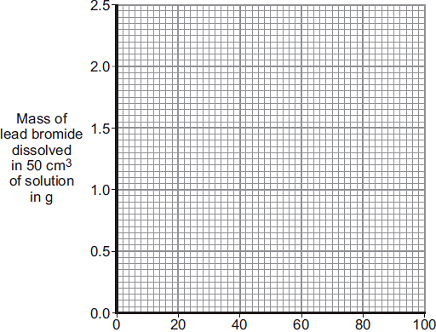 2.5
2.0
Mass of
lead bromide
dissolved
in 50 cm³
of solution
in g
1.5
1.0
0.5
0.0
0 20 40 60 80 100